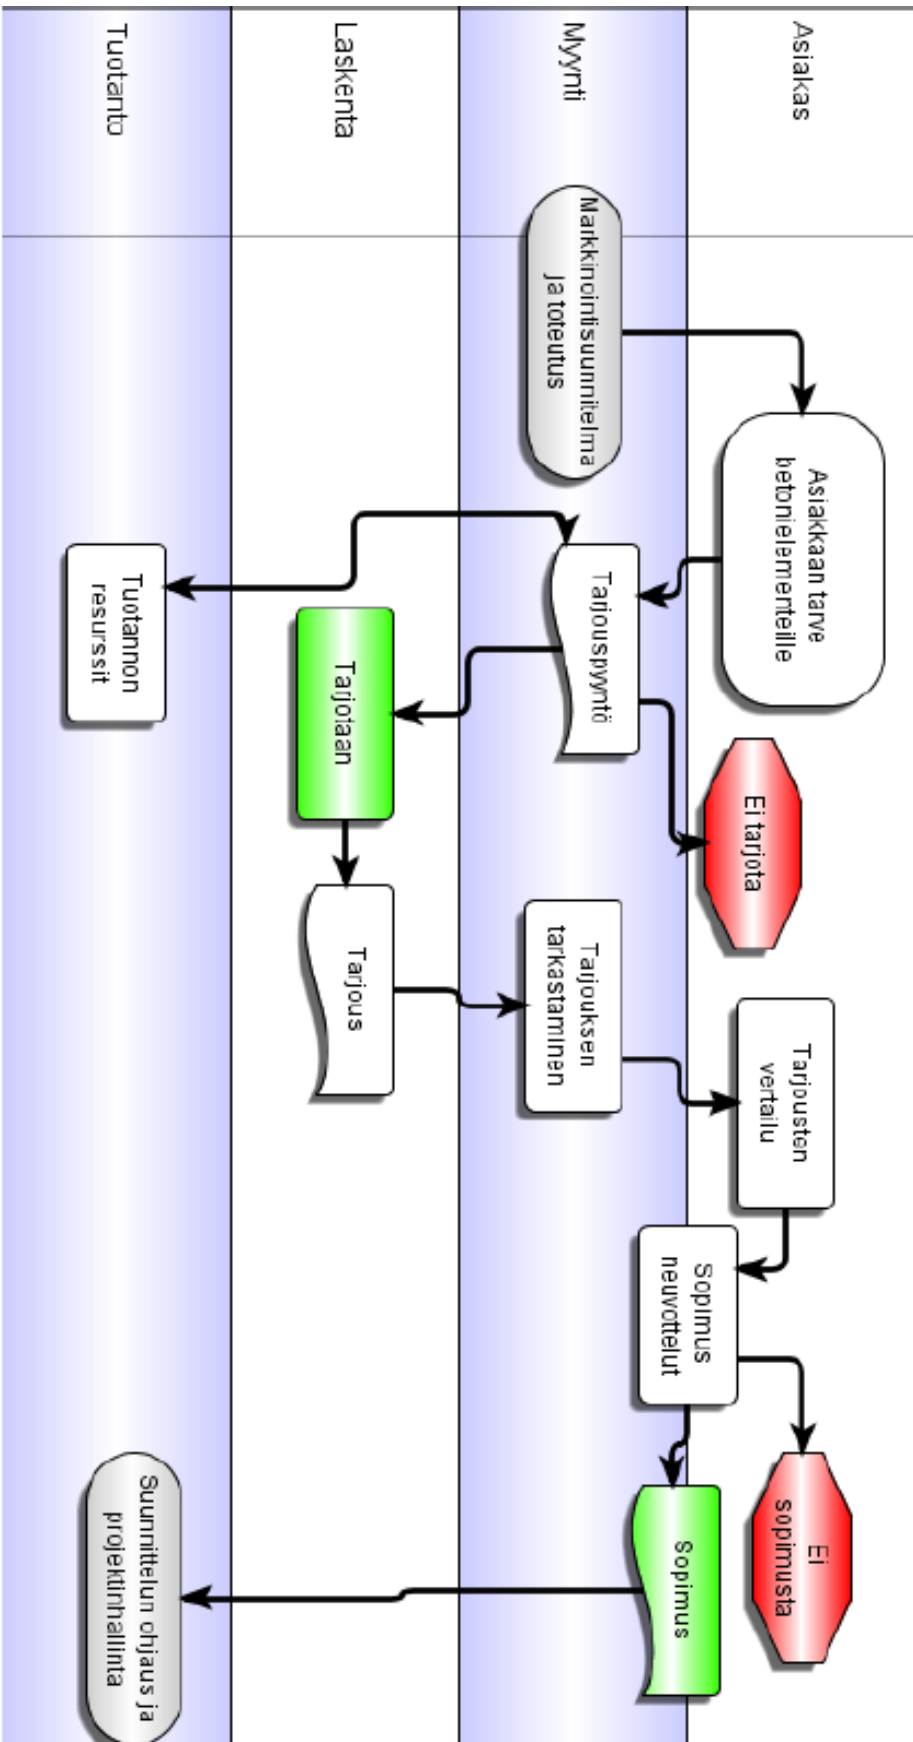 Asiakas
Myynti
Laskenta
Tuotanto
Markkinointisuunnitelma
ja toteutus
Asiakkaan tarve
betonielementeille
Tarjouspyyntö
Tuotannon
resurssit
Tarjotaan
Ei tarjota
Tarjous
Tarjouksen
tarkastaminen
Tarjousten
vertailu
Sopimus
neuvottelut
Ei
sopimusta
Sopimus
Suunnittelun ohjaus ja
projektinhallinta